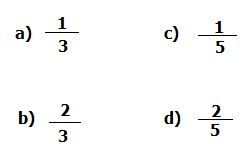 a) 1/3 c) 1/5
b) 2/3 d) 2/5